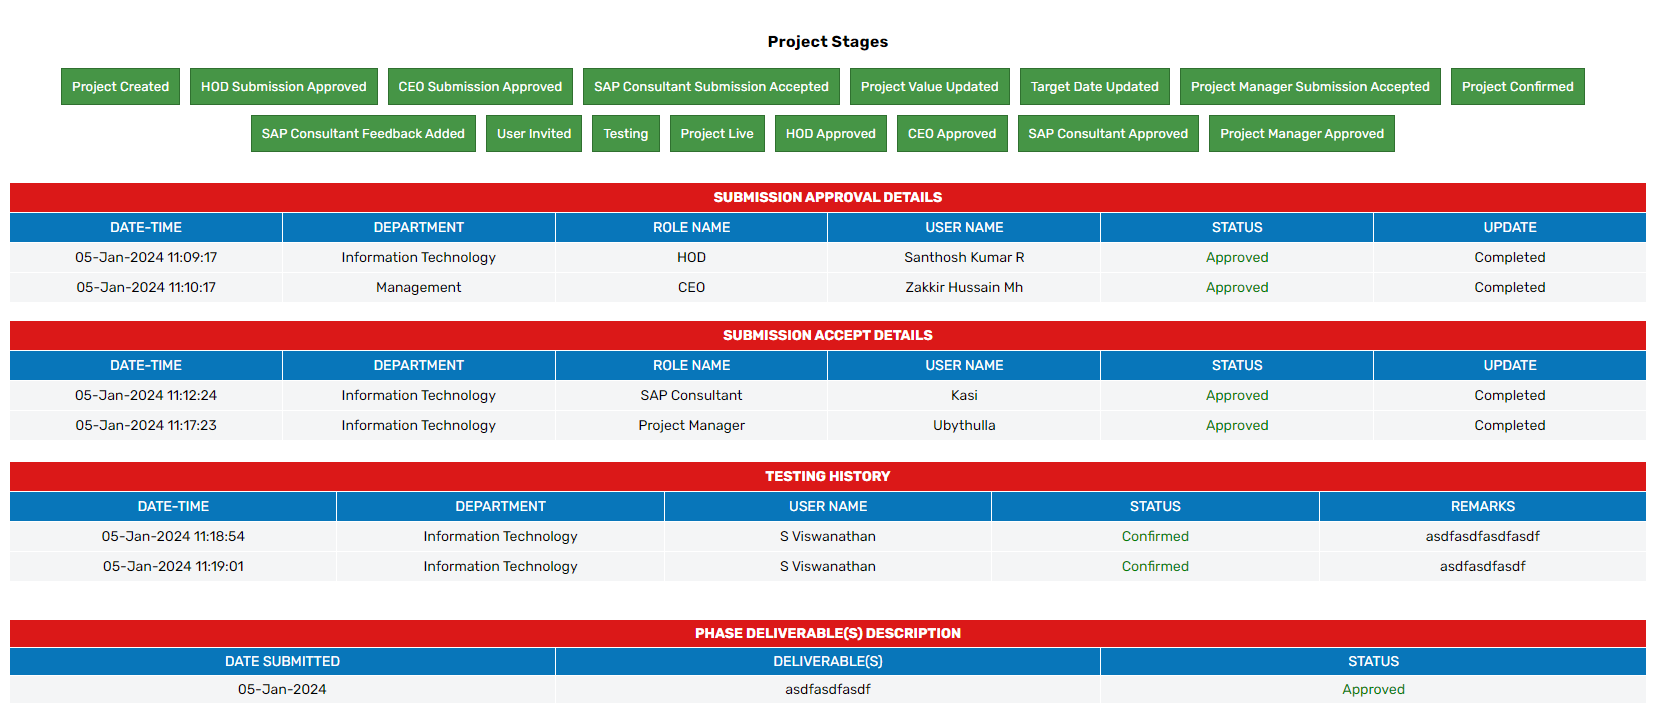 Project Stages
Project Created HOD Submission Approved CEO Submission Approved SAP Consultant Submission Accepted Project Value Updated Target Date Updated Project Manager Submission Accepted Project Confirmed
SAP Consultant Feedback Added User Invited Testing Project Live HOD Approved CEO Approved SAP Consultant Approved Project Manager Approved
SUBMISSION APPROVAL DETAILS
DATE-TIME DEPARTMENT ROLE NAME USER NAME STATUS UPDATE
05-Jan-2024 11:09:17 Information Technology HOD Santhosh Kumar R Approved Completed
05-Jan-2024 11:10:17 Management CEO Zakkir Hussain Mh Approved Completed
SUBMISSION ACCEPT DETAILS
DATE-TIME DEPARTMENT ROLE NAME USER NAME STATUS UPDATE
05-Jan-2024 11:12:24 Information Technology SAP Consultant Kasi Approved Completed
05-Jan-2024 11:17:23 Information Technology Project Manager Ubythulla Approved Completed
TESTING HISTORY
DATE-TIME DEPARTMENT USER NAME STATUS REMARKS
05-Jan-2024 11:18:54 Information Technology S Viswanathan Confirmed asdfasdfasdfasdf
05-Jan-2024 11:19:01 Information Technology S Viswanathan Confirmed asdfasdfasdf
PHASE DELIVERABLE(S) DESCRIPTION
DATE SUBMITTED DELIVERABLE(S) STATUS
05-Jan-2024 asdfasdfasdf Approved